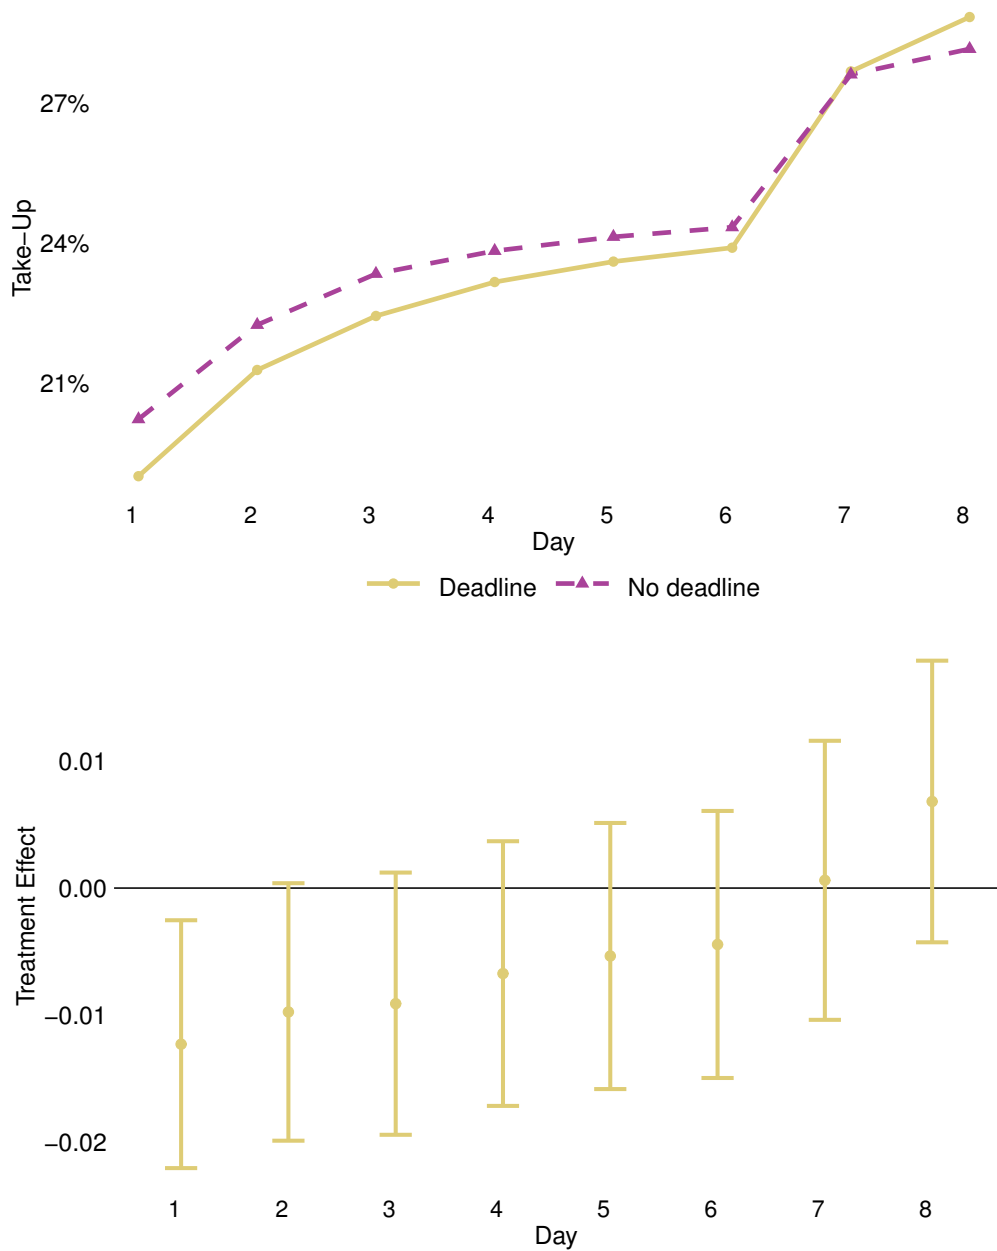 27%
24%
21%
Take−Up
1 2 3 4 5 6 7 8
Day
Deadline No deadline
0.01
0.00
−0.01
−0.02
Treatment Effect
1 2 3 4 5 6 7 8
Day